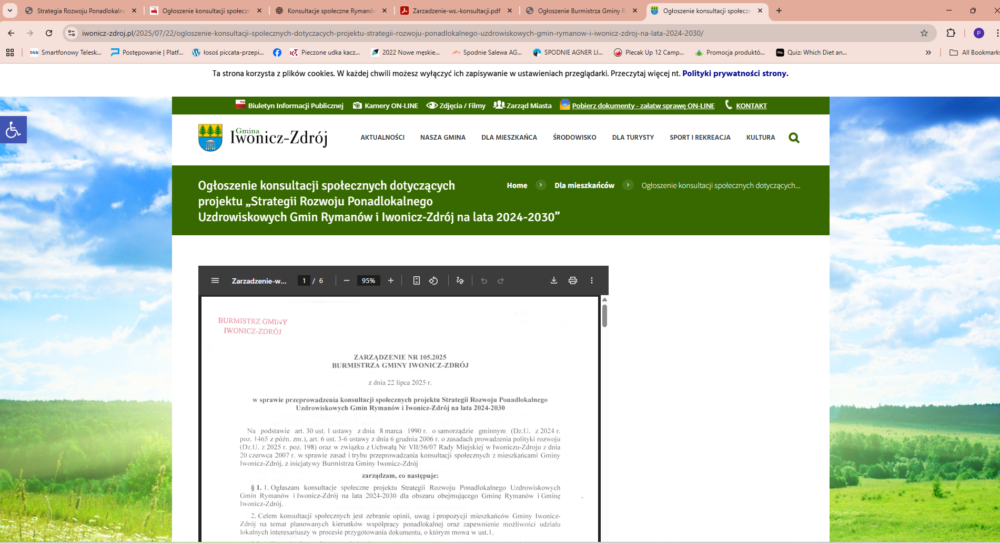 Strategia Rozwoju Ponadlokalne
Ogłoszenie konsultacji społeczn
Konsultacje społeczne Rymanów
Zarzadzenie-ws.-konsultacji.pdf
Ogłoszenie Burmistrza Gminy R
Ogłoszenie konsultacji społeczn
iwonicz-zdroj.pl/2025/07/22/ogloszenie-konsultacji-spolecznych-dotyczacych-projektu-strategii-rozwoju-ponadlokalnego-uzdrowiskowych-gmin-rymanow-i-iwonicz-zdroj-na-lata-2024-2030/
P
t4b Smartfonowy Telesk...
Postępowanie | Platf...
łosoś piccata-przepi...
Pieczone udka kacz...
2022 Nowe męskie...
Spodnie Salewa AG...
SPODNIE AGNER LI...
Plecak Up 12 Camp...
Promocja produktó...
Me. Quiz: Which Diet an...
All Bookmarks
Ta strona korzysta z plików cookies. W każdej chwili możesz wyłączyć ich zapisywanie w ustawieniach przeglądarki. Przeczytaj więcej nt. Polityki prywatności strony.
bip Biuletyn Informacji Publicznej
Kamery ON-LINE
Zdjęcia / Filmy
Zarząd Miasta
Pobierz dokumenty - załatw sprawę ON-LINE
KONTAKT
Gmina
Iwonicz-Zdrój
AKTUALNOŚCI
NASZA GMINA
DLA MIESZKAŃCA
ŚRODOWISKO
DLA TURYSTY
SPORT I REKREACJA
KULTURA
Ogłoszenie konsultacji społecznych dotyczących
projektu „Strategii Rozwoju Ponadlokalnego
Uzdrowiskowych Gmin Rymanów i Iwonicz-Zdrój na lata 2024-2030”
Home > Dla mieszkańców > Ogłoszenie konsultacji społecznych dotyczących...
Zarzadzenie-w... 1 / 6 95%
BURMISTRZ GMINY
IWONICZ-ZDRÓJ
ZARZĄDZENIE NR 105.2025
BURMISTRZA GMINY IWONICZ-ZDRÓJ
z dnia 22 lipca 2025 r.
w sprawie przeprowadzenia konsultacji społecznych projektu Strategii Rozwoju Ponadlokalnego
Uzdrowiskowych Gmin Rymanów i Iwonicz-Zdrój na lata 2024-2030
Na podstawie art. 30 ust. 1 ustawy z dnia 8 marca 1990 r. o samorządzie gminnym (Dz.U. z 2024 r.
poz. 1465 z późn. zm.), art. 6 ust. 3-6 ustawy z dnia 6 grudnia 2006 r. o zasadach prowadzenia polityki rozwoju
(Dz.U. z 2025 r. poz. 198) oraz w związku z Uchwałą Nr VII/56/07 Rady Miejskiej w Iwoniczu-Zdroju z dnia
20 czerwca 2007 r. w sprawie zasad i trybu przeprowadzania konsultacji społecznych z mieszkańcami Gminy
Iwonicz-Zdrój, z inicjatywy Burmistrza Gminy Iwonicz-Zdrój
zarządzam, co następuje:
§ 1. 1. Ogłaszam konsultacje społeczne projektu Strategii Rozwoju Ponadlokalnego Uzdrowiskowych
Gmin Rymanów i Iwonicz-Zdrój na lata 2024-2030 dla obszaru obejmującego Gminę Rymanów i Gminę
Iwonicz-Zdrój.
2. Celem konsultacji społecznych jest zebranie opinii, uwag i propozycji mieszkańców Gminy Iwonicz-
Zdrój na temat planowanych kierunków współpracy ponadlokalnej oraz zapewnienie możliwości udziału
lokalnych interesariuszy w procesie przygotowania dokumentu, o którym mowa w ust.1.